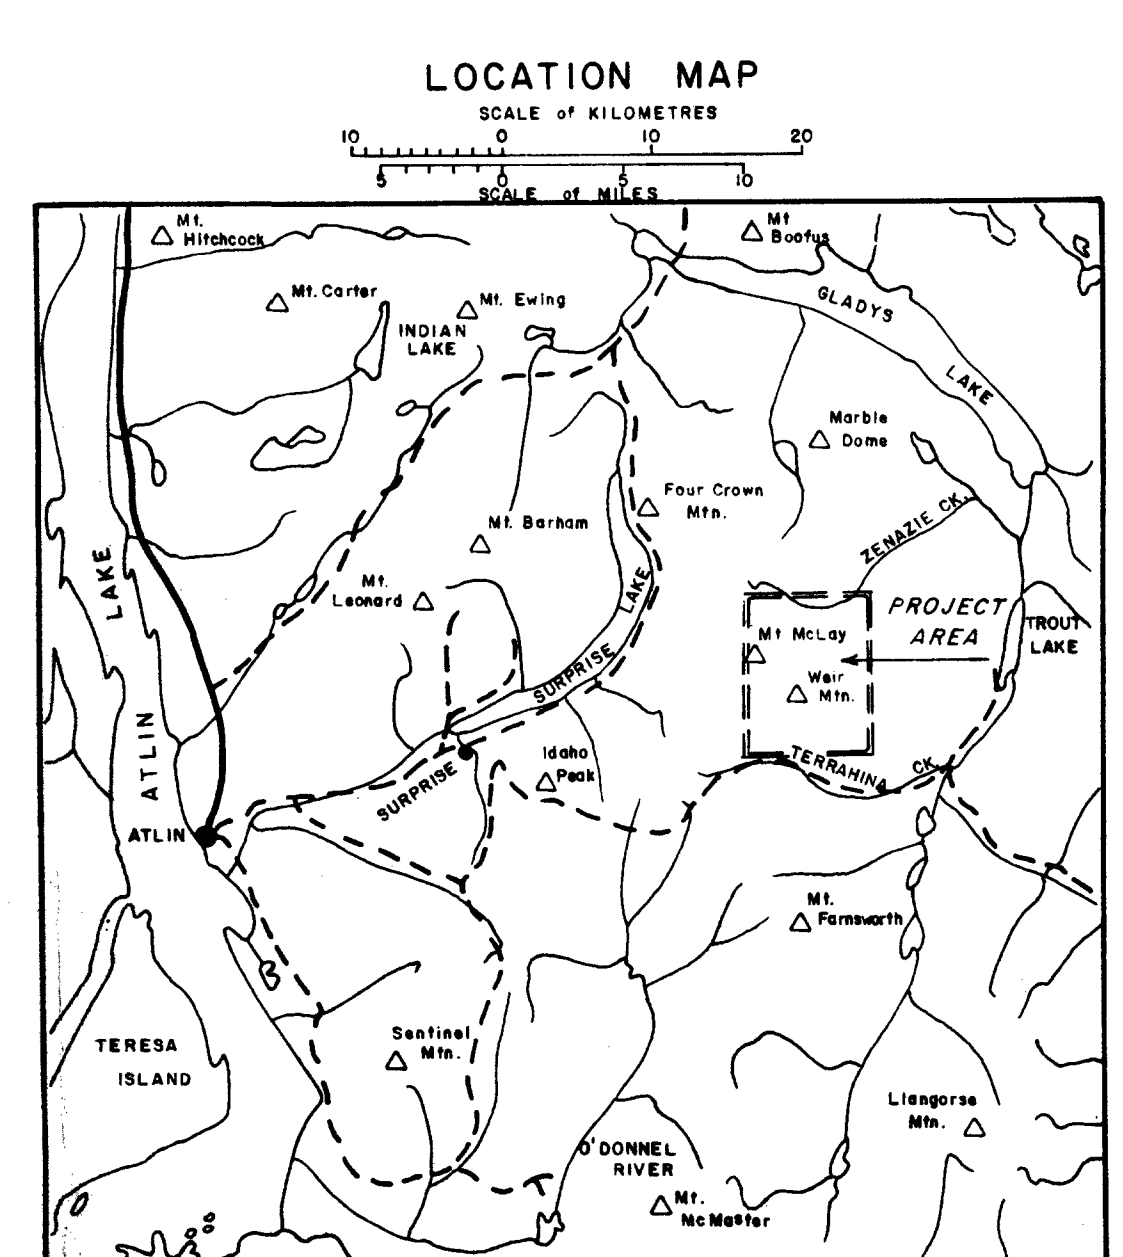 LOCATION MAP
SCALE of KILOMETRES
10 0 10 20
5 0 5 10
SCALE of MILES
Mt.
Hitchcock
Mt
Boofus
Mt. Carter
Mt. Ewing
GLADYS
LAKE
INDIAN
LAKE
Marble
Dome
Four Crown
Mtn.
ZENAZIE CK.
Mt. Barham
LAKE
Mt.
Leonard
LAKE
PROJECT
AREA
TROUT
LAKE
Mt McLay
SURPRISE
Weir
Mtn.
ATLIN
Idaho
Peak
TERRAHINA CK.
SURPRISE
ATLIN
Mt.
Farnsworth
Sentinel
Mtn.
TERESA
ISLAND
Llangorse
Mtn.
O'DONNEL
RIVER
Mt.
McMaster